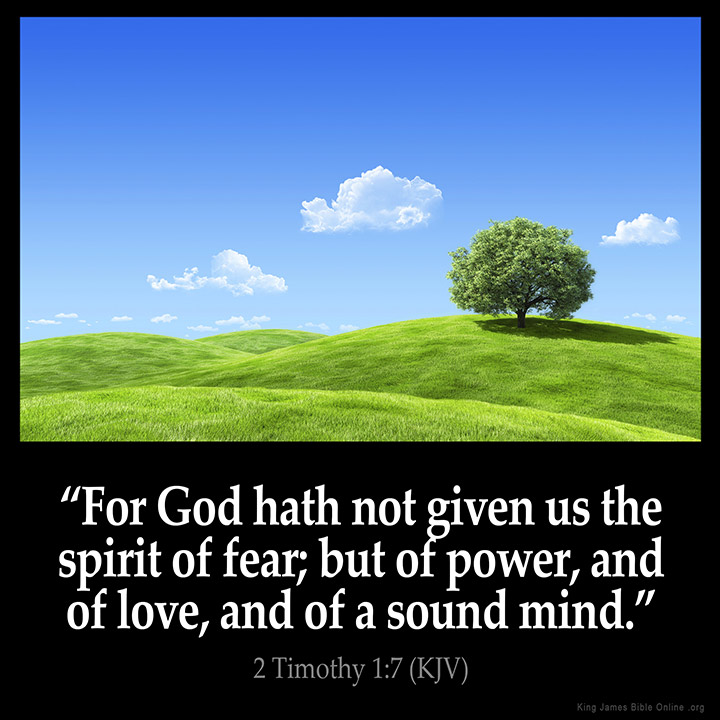 “For God hath not given us the
spirit of fear; but of power, and
of love, and of a sound mind.”
2 Timothy 1:7 (KJV)
King James Bible Online .org